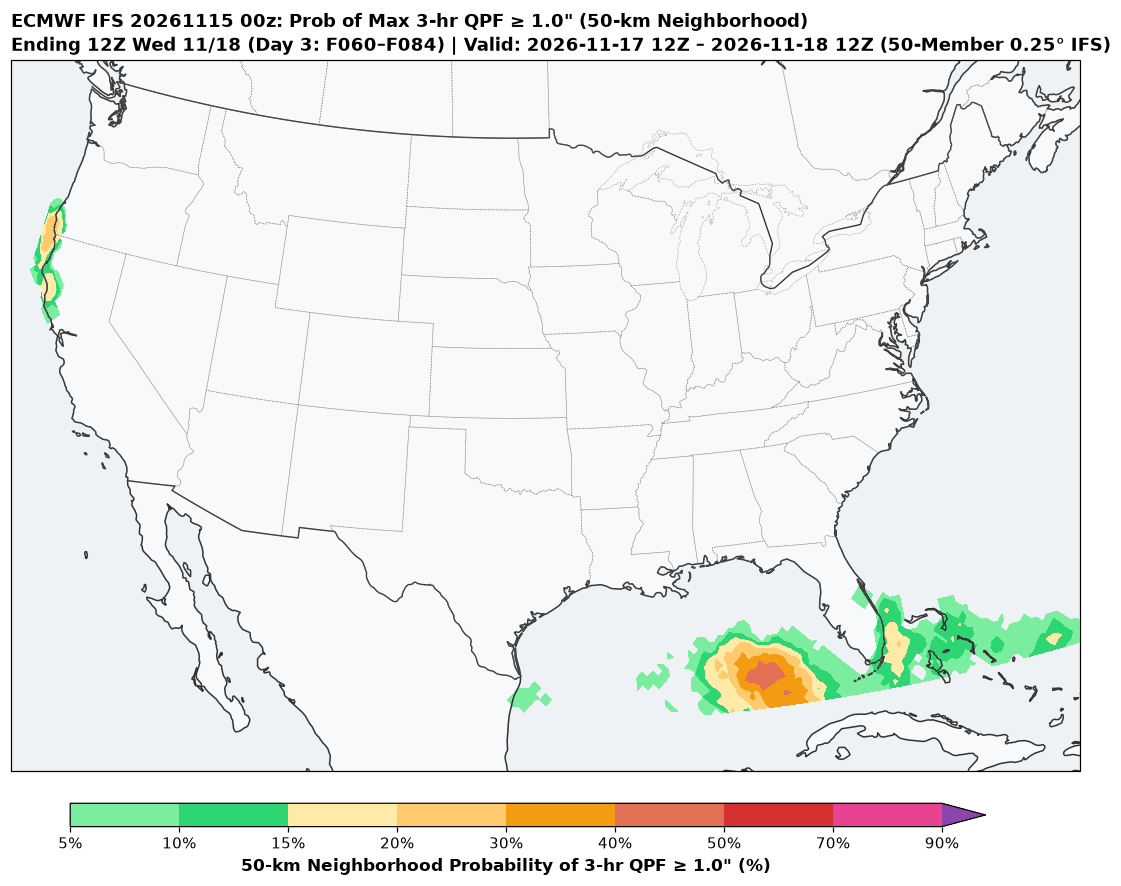 ECMWF IFS 20261115 00z: Prob of Max 3-hr QPF ≥ 1.0" (50-km Neighborhood)
Ending 12Z Wed 11/18 (Day 3: F060–F084) | Valid: 2026-11-17 12Z – 2026-11-18 12Z (50-Member 0.25° IFS)
5% 10% 15% 20% 30% 40% 50% 70% 90%
50-km Neighborhood Probability of 3-hr QPF ≥ 1.0" (%)